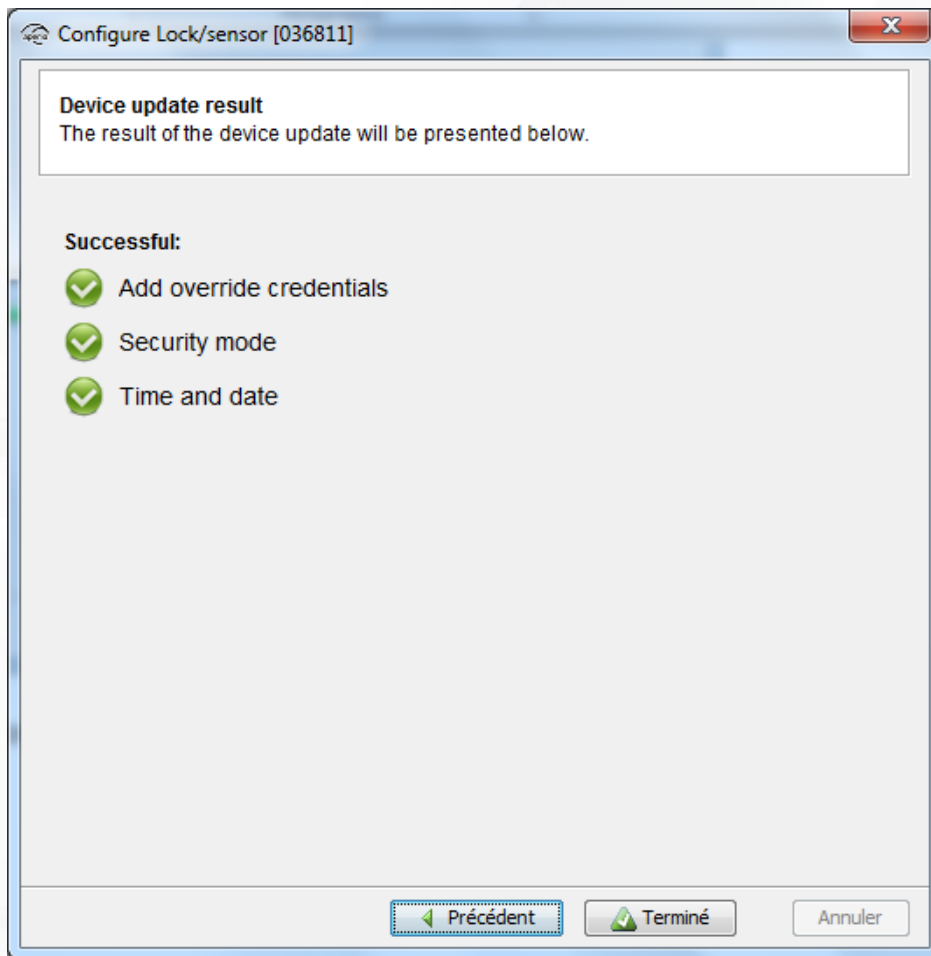 Configure Lock/sensor [036811]
Device update result
The result of the device update will be presented below.
Successful:
Add override credentials
Security mode
Time and date
Précédent
Terminé
Annuler